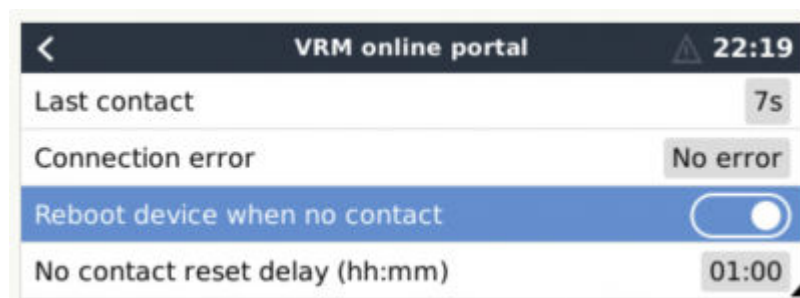 VRM online portal 22:19
Last contact 7s
Connection error No error
Reboot device when no contact
No contact reset delay (hh:mm) 01:00